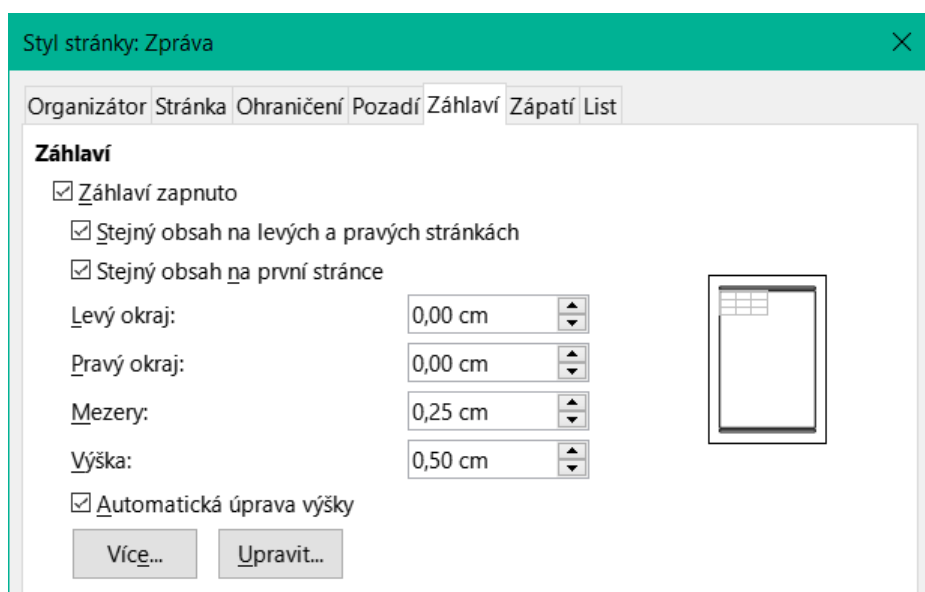 Styl stránky: Zpráva
Organizátor Stránka Ohraničení Pozadí Záhlaví Zápatí List
Záhlaví
Záhlaví zapnuto
Stejný obsah na levých a pravých stránkách
Stejný obsah na první stránce
Levý okraj: 0,00 cm
Pravý okraj: 0,00 cm
Mezery: 0,25 cm
Výška: 0,50 cm
Automatická úprava výšky
Více... Upravit...